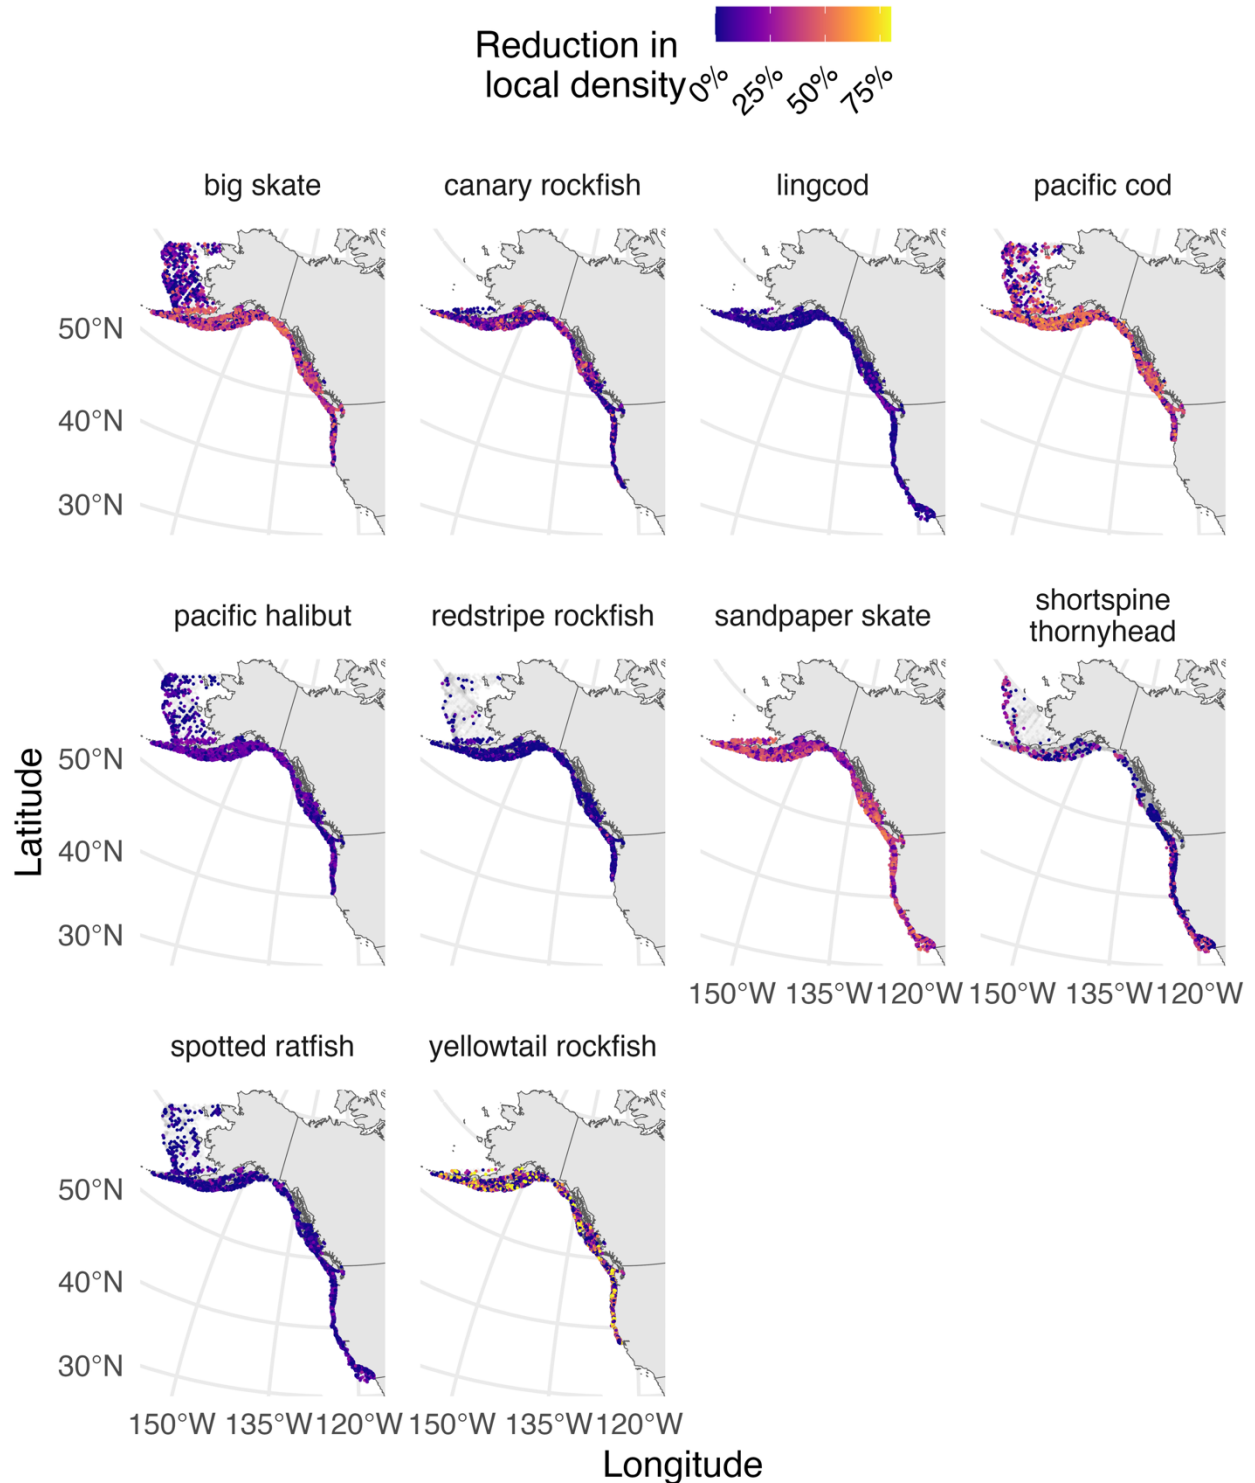 Reduction in
local density
0%
25%
50%
75%
big skate
canary rockfish
lingcod
pacific cod
50°N
40°N
30°N
pacific halibut
redstripe rockfish
sandpaper skate
shortspine
thornyhead
Latitude
50°N
40°N
30°N
150°W 135°W 120°W
150°W 135°W 120°W
spotted ratfish
yellowtail rockfish
50°N
40°N
30°N
150°W 135°W 120°W
150°W 135°W 120°W
Longitude